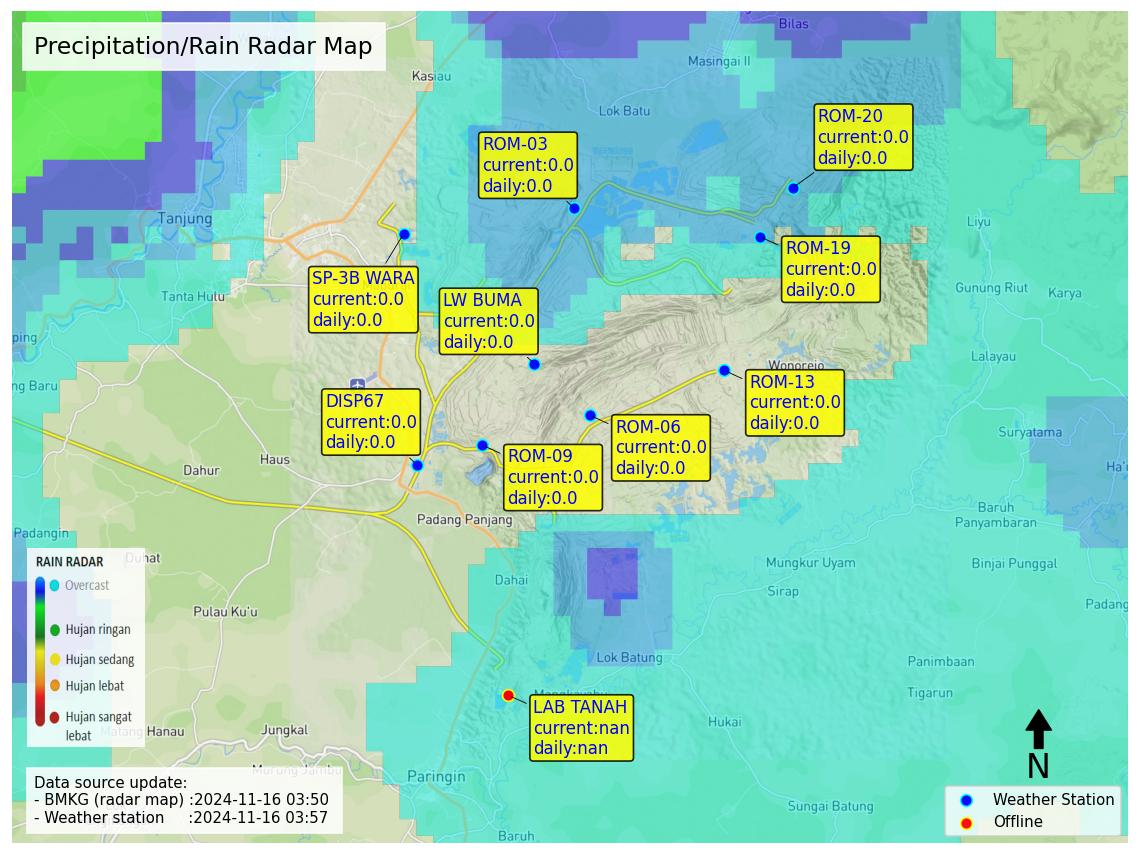 Precipitation/Rain Radar Map
Bilas
Masingai II
Kasiau
Lok Batu
ROM-20
current:0.0
daily:0.0
ROM-03
current:0.0
daily:0.0
Tanjung
Liyu
ROM-19
current:0.0
daily:0.0
SP-3B WARA
current:0.0
daily:0.0
Tanta Hulu
Gunung Riut
Karya
LW BUMA
current:0.0
daily:0.0
ping
Lalayau
Wonorejo
ng Baru
ROM-13
current:0.0
daily:0.0
DISP67
current:0.0
daily:0.0
ROM-06
current:0.0
daily:0.0
Suryatama
Haus
Dahur
Ha'u
ROM-09
current:0.0
daily:0.0
Padang Panjang
Baruh
Panyambaran
Padangin
Duhat
Mungkur Uyam
Binjai Punggal
Dahai
Sirap
Padang
Pulau Ku'u
RAIN RADAR
Overcast
Hujan ringan
Hujan sedang
Hujan lebat
Hujan sangat
lebat
Lok Batung
Panimbaan
Tigarun
Mangkayahu
LAB TANAH
current:nan
daily:nan
Hukai
Matang Hanau
Jungkal
Murung Jambu
Paringin
Sungai Batung
Baruh
N
Data source update:
- BMKG (radar map) :2024-11-16 03:50
- Weather station :2024-11-16 03:57
Weather Station
Offline